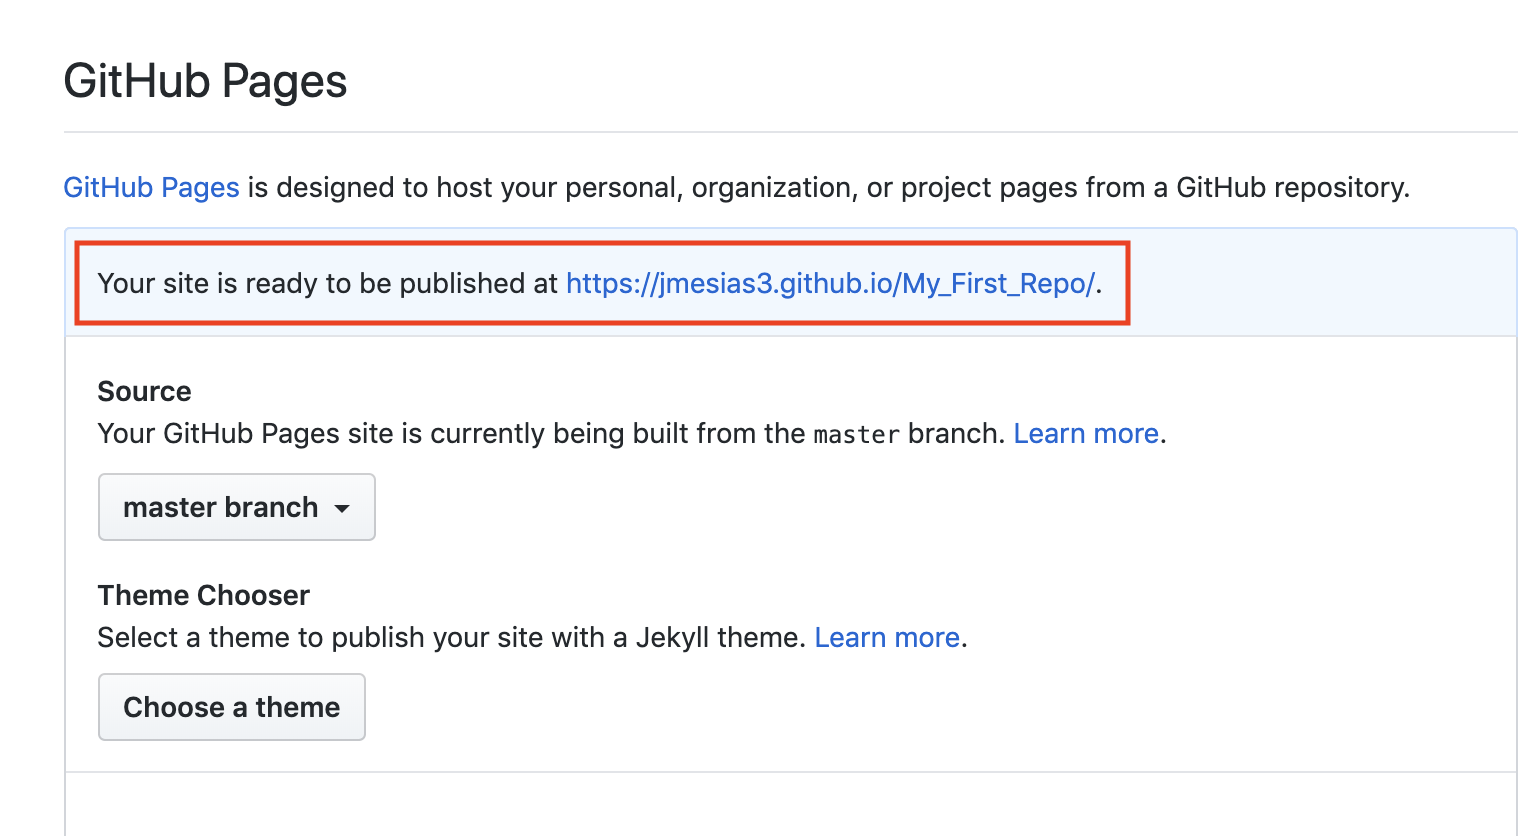 GitHub Pages
GitHub Pages is designed to host your personal, organization, or project pages from a GitHub repository.
Your site is ready to be published at https://jmesias3.github.io/My_First_Repo/.
Source
Your GitHub Pages site is currently being built from the master branch. Learn more.
master branch
Theme Chooser
Select a theme to publish your site with a Jekyll theme. Learn more.
Choose a theme